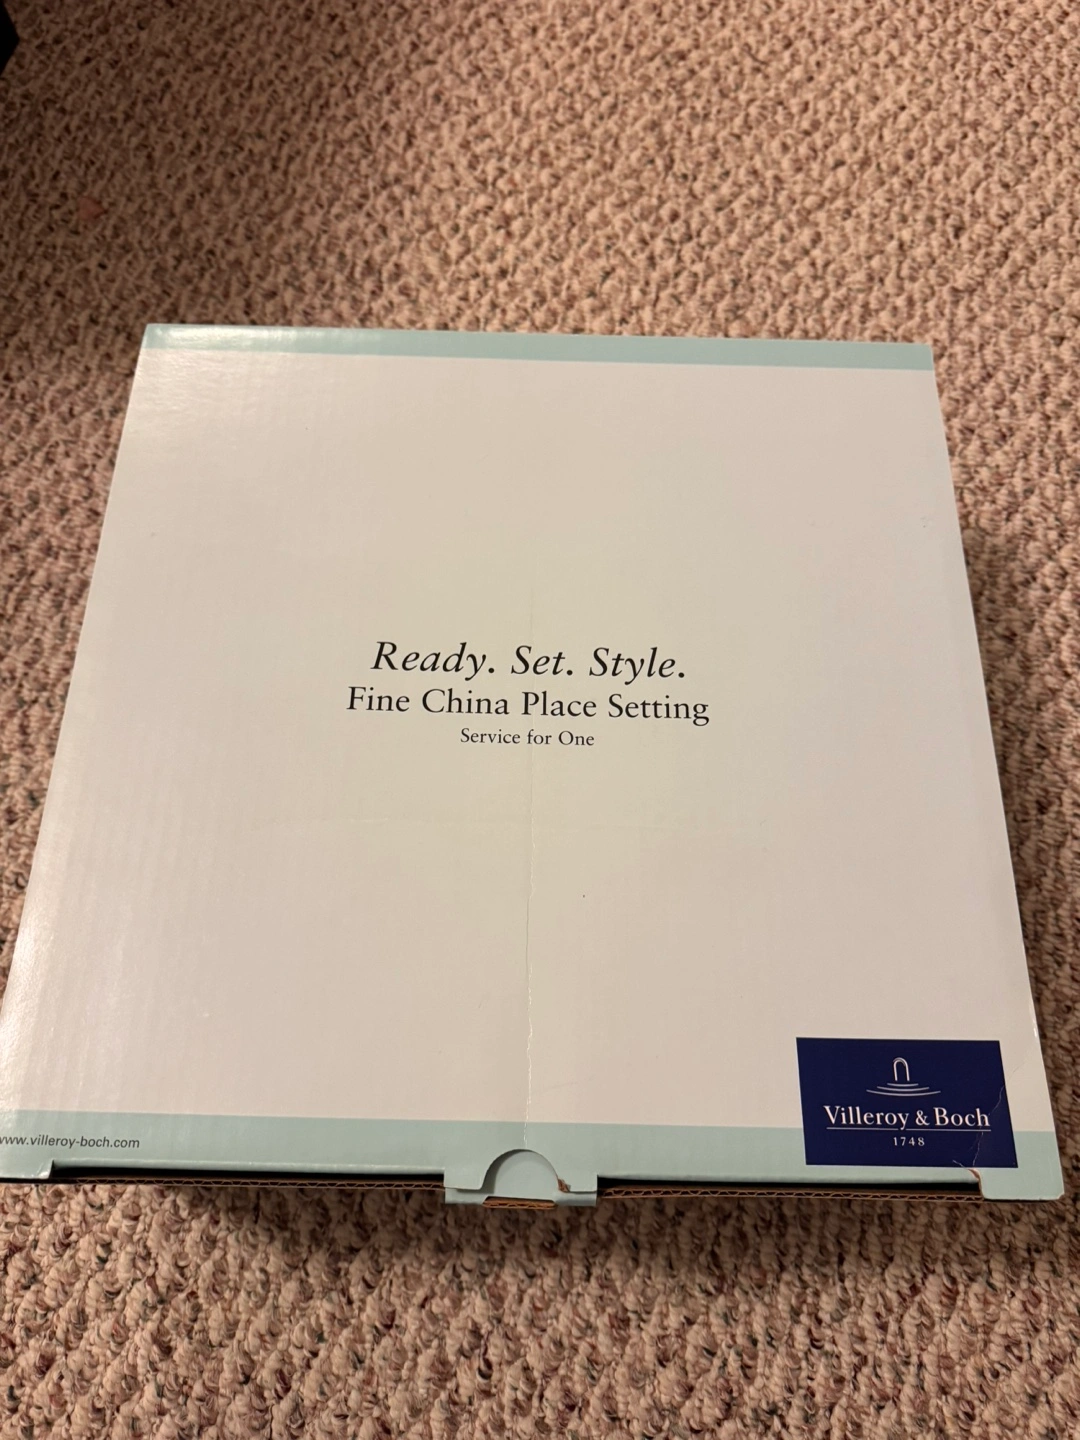 Ready. Set. Style.
Fine China Place Setting
Service for One
Villeroy & Boch
1748
www.villeroy-boch.com